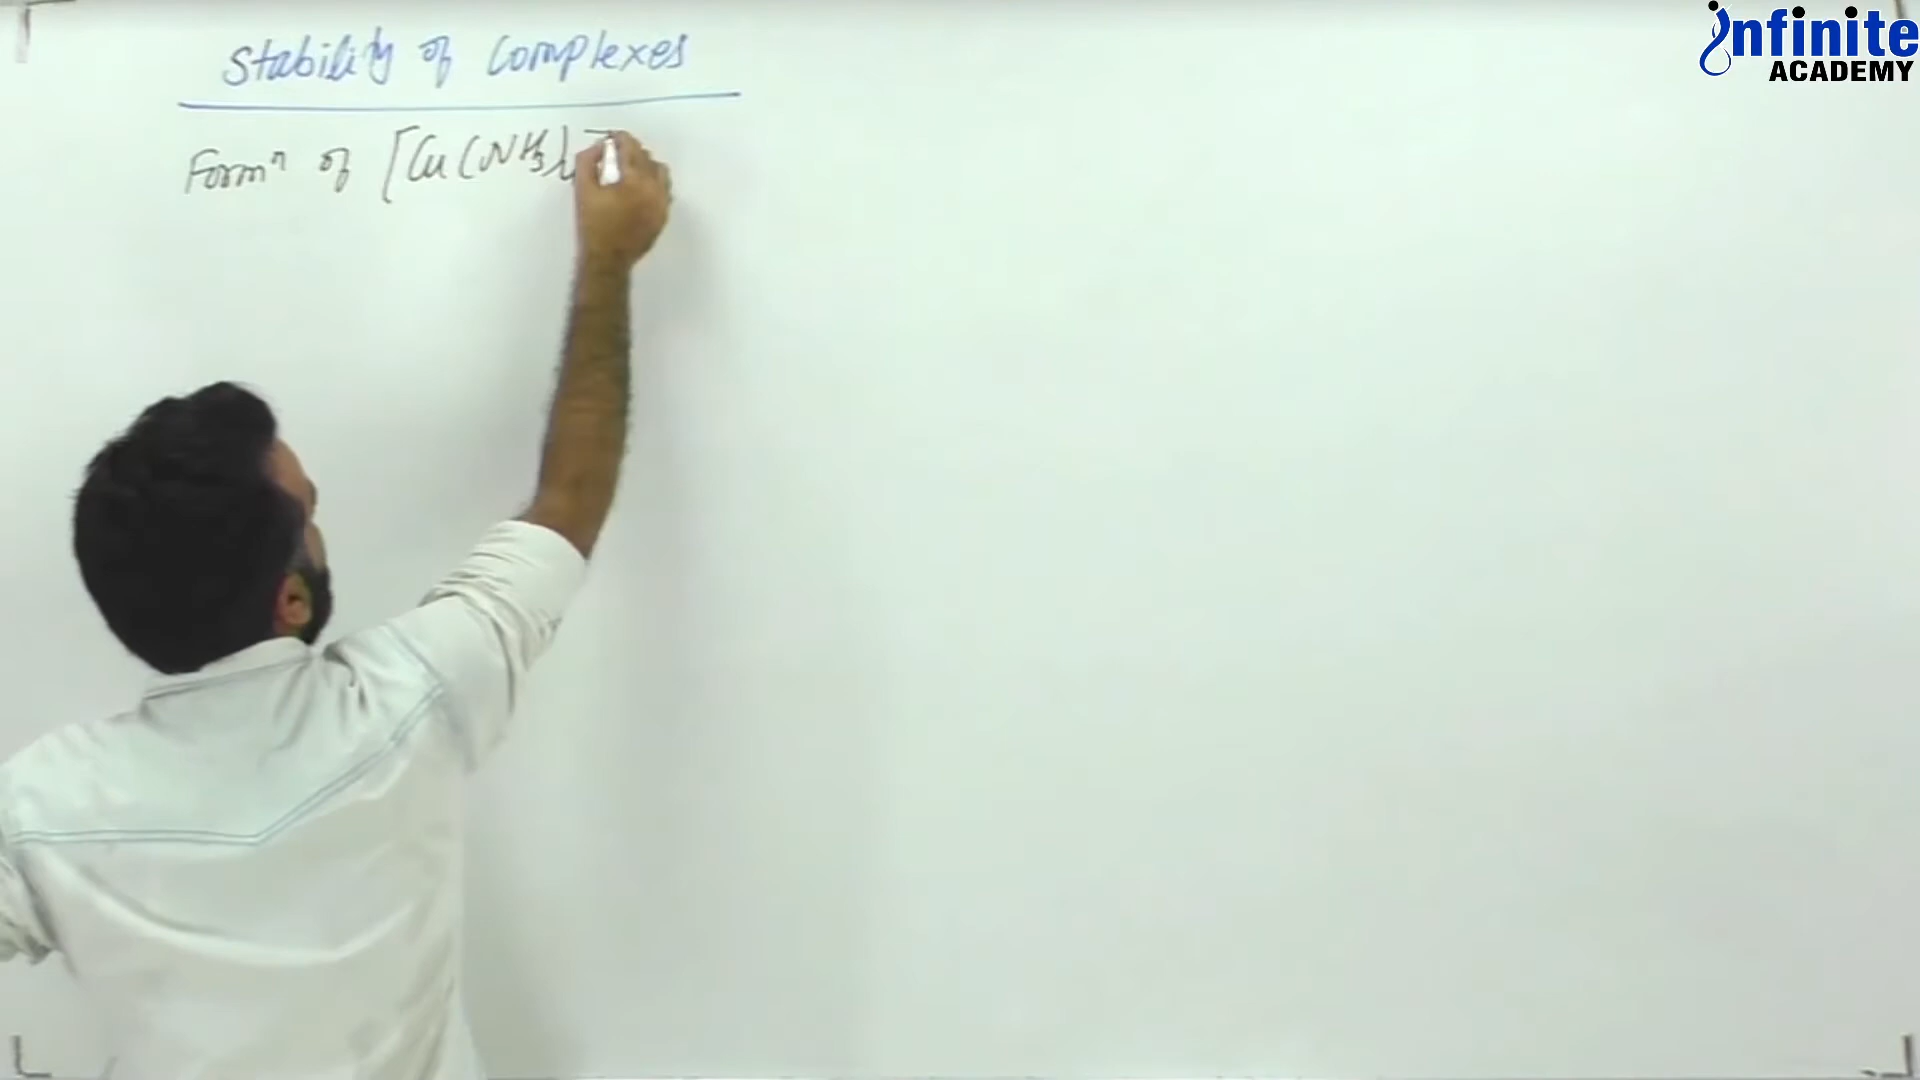 infinite
ACADEMY
Stability of Complexes
Formⁿ of [Cu(NH₃)